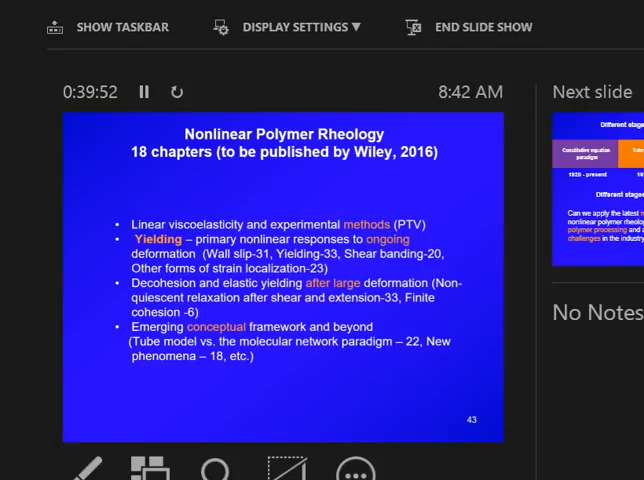 SHOW TASKBAR
DISPLAY SETTINGS ▼
END SLIDE SHOW
0:39:52
8:42 AM
Next slide
Nonlinear Polymer Rheology
18 chapters (to be published by Wiley, 2016)
• Linear viscoelasticity and experimental methods (PTV)
• Yielding – primary nonlinear responses to ongoing
deformation (Wall slip-31, Yielding-33, Shear banding-20,
Other forms of strain localization-23)
• Decohesion and elastic yielding after large deformation (Non-
quiescent relaxation after shear and extension-33, Finite
cohesion -6)
• Emerging conceptual framework and beyond
(Tube model vs. the molecular network paradigm – 22, New
phenomena – 18, etc.)
43
Different stage
Constitutive equation
paradigm
Tube
1920 - present
Different stage
Can we apply the latest
nonlinear polymer rheolo
polymer processing and a
challenges in the industry
No Notes